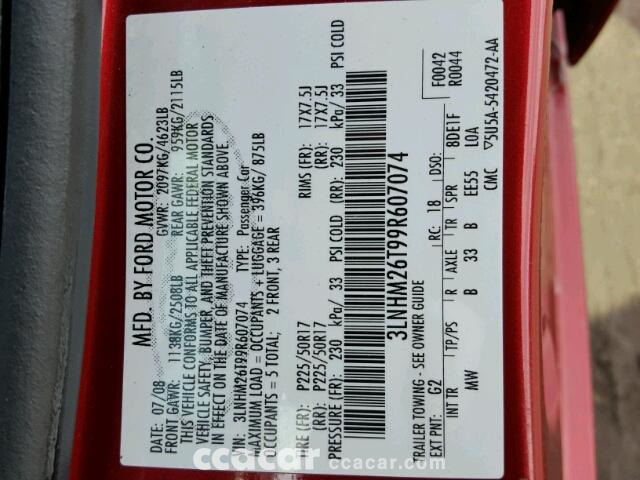 MFD. BY FORD MOTOR CO.
DATE: 07/08 GVWR: 2097KG/4623LB
FRONT GAWR: 1138KG/2508LB REAR GAWR: 959KG/2115LB
THIS VEHICLE CONFORMS TO ALL APPLICABLE FEDERAL MOTOR
VEHICLE SAFETY, BUMPER, AND THEFT PREVENTION STANDARDS
IN EFFECT ON THE DATE OF MANUFACTURE SHOWN ABOVE.
VIN: 3LNHM26T99R607074 TYPE: Passenger Car
MAXIMUM LOAD = OCCUPANTS + LUGGAGE = 396KG/ 875LB
OCCUPANTS = 5 TOTAL; 2 FRONT, 3 REAR
P225/50R17 RIMS (FR): 17X7.5J
P225/50R17 (RR): 17X7.5J
PRESSURE (FR): 230 kPa/ 33 PSI COLD (RR): 230 kPa/ 33 PSI COLD
3LNHM26T99R607074
TRAILER TOWING - SEE OWNER GUIDE F0042
EXT PNT: G2 RC: 18 DSO: R0044
INT TR TP/PS R AXLE TR SPR 8DE1F
MW B 33 B EE55 LOA
CMC ▽5U5A-5420472-AA
ccacar ccacar.com